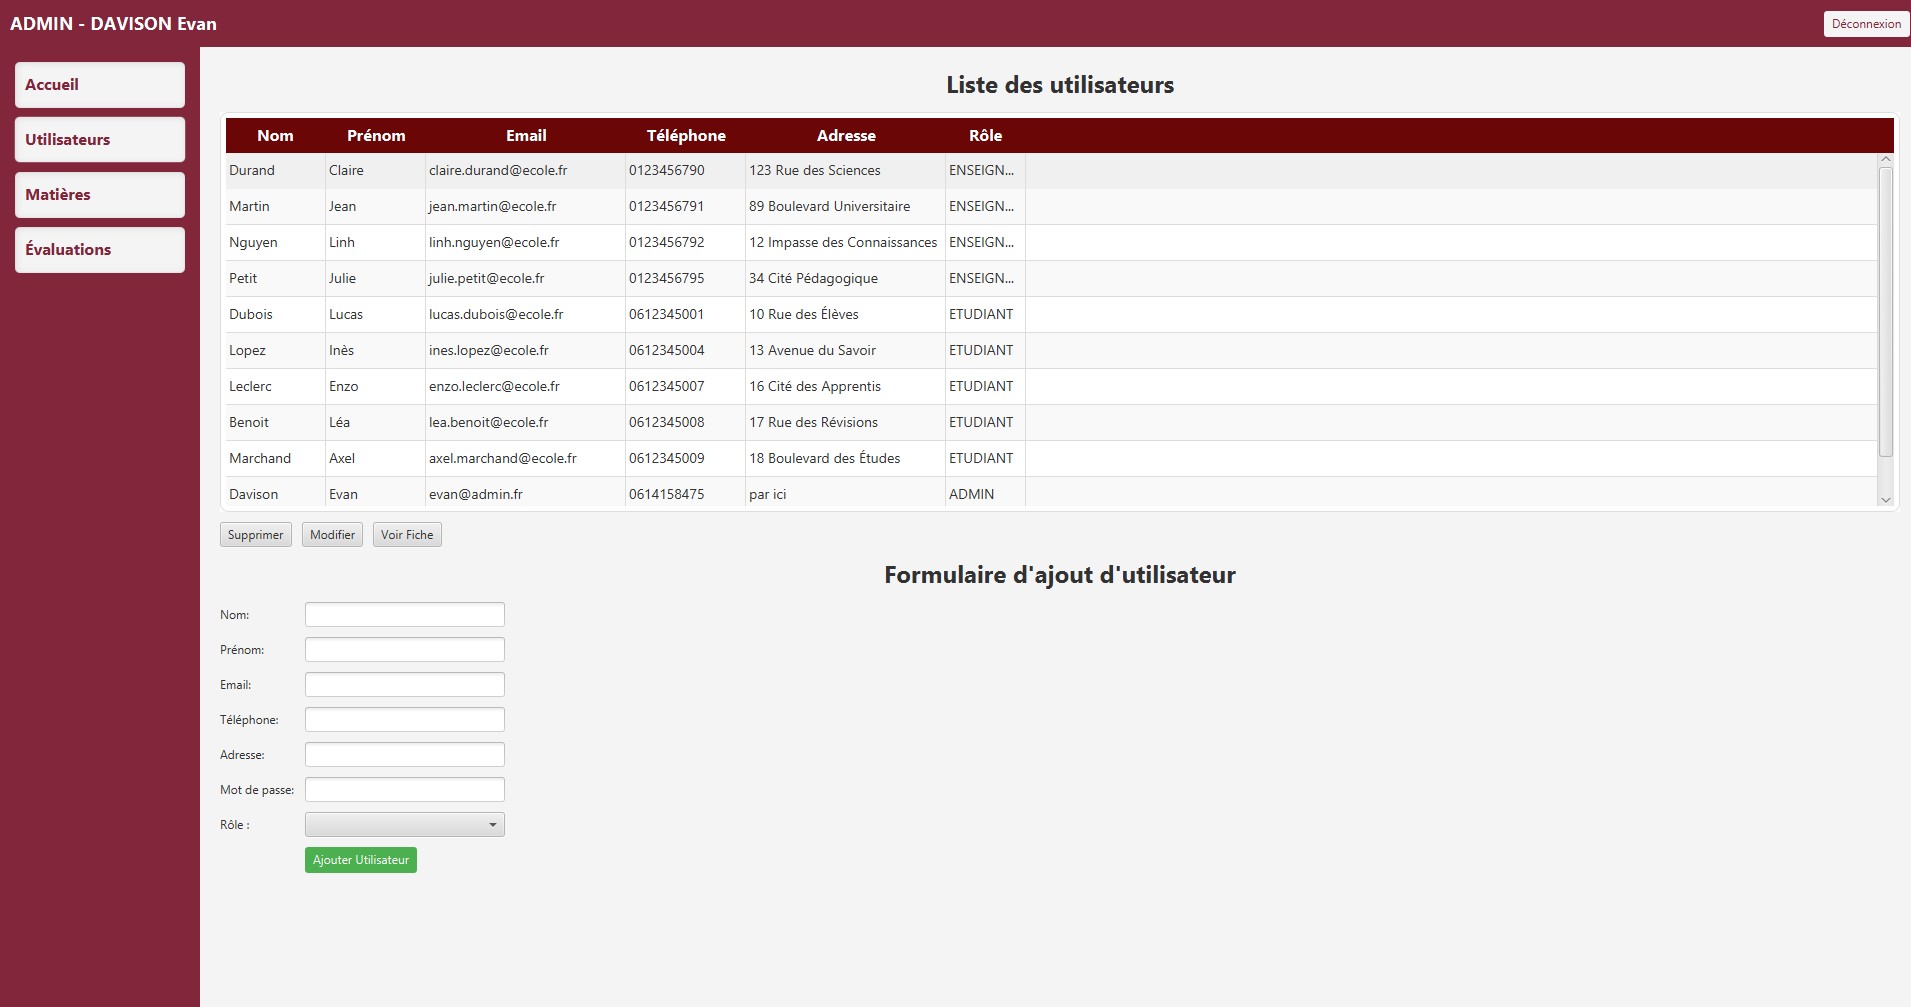 ADMIN - DAVISON Evan
Déconnexion
Accueil
Utilisateurs
Matières
Évaluations
Liste des utilisateurs
Nom Prénom Email Téléphone Adresse Rôle
Durand Claire claire.durand@ecole.fr 0123456790 123 Rue des Sciences ENSEIGN...
Martin Jean jean.martin@ecole.fr 0123456791 89 Boulevard Universitaire ENSEIGN...
Nguyen Linh linh.nguyen@ecole.fr 0123456792 12 Impasse des Connaissances ENSEIGN...
Petit Julie julie.petit@ecole.fr 0123456795 34 Cité Pédagogique ENSEIGN...
Dubois Lucas lucas.dubois@ecole.fr 0612345001 10 Rue des Élèves ETUDIANT
Lopez Inès ines.lopez@ecole.fr 0612345004 13 Avenue du Savoir ETUDIANT
Leclerc Enzo enzo.leclerc@ecole.fr 0612345007 16 Cité des Apprentis ETUDIANT
Benoit Léa lea.benoit@ecole.fr 0612345008 17 Rue des Révisions ETUDIANT
Marchand Axel axel.marchand@ecole.fr 0612345009 18 Boulevard des Études ETUDIANT
Davison Evan evan@admin.fr 0614158475 par ici ADMIN
Supprimer Modifier Voir Fiche
Formulaire d'ajout d'utilisateur
Nom:
Prénom:
Email:
Téléphone:
Adresse:
Mot de passe:
Rôle :
Ajouter Utilisateur